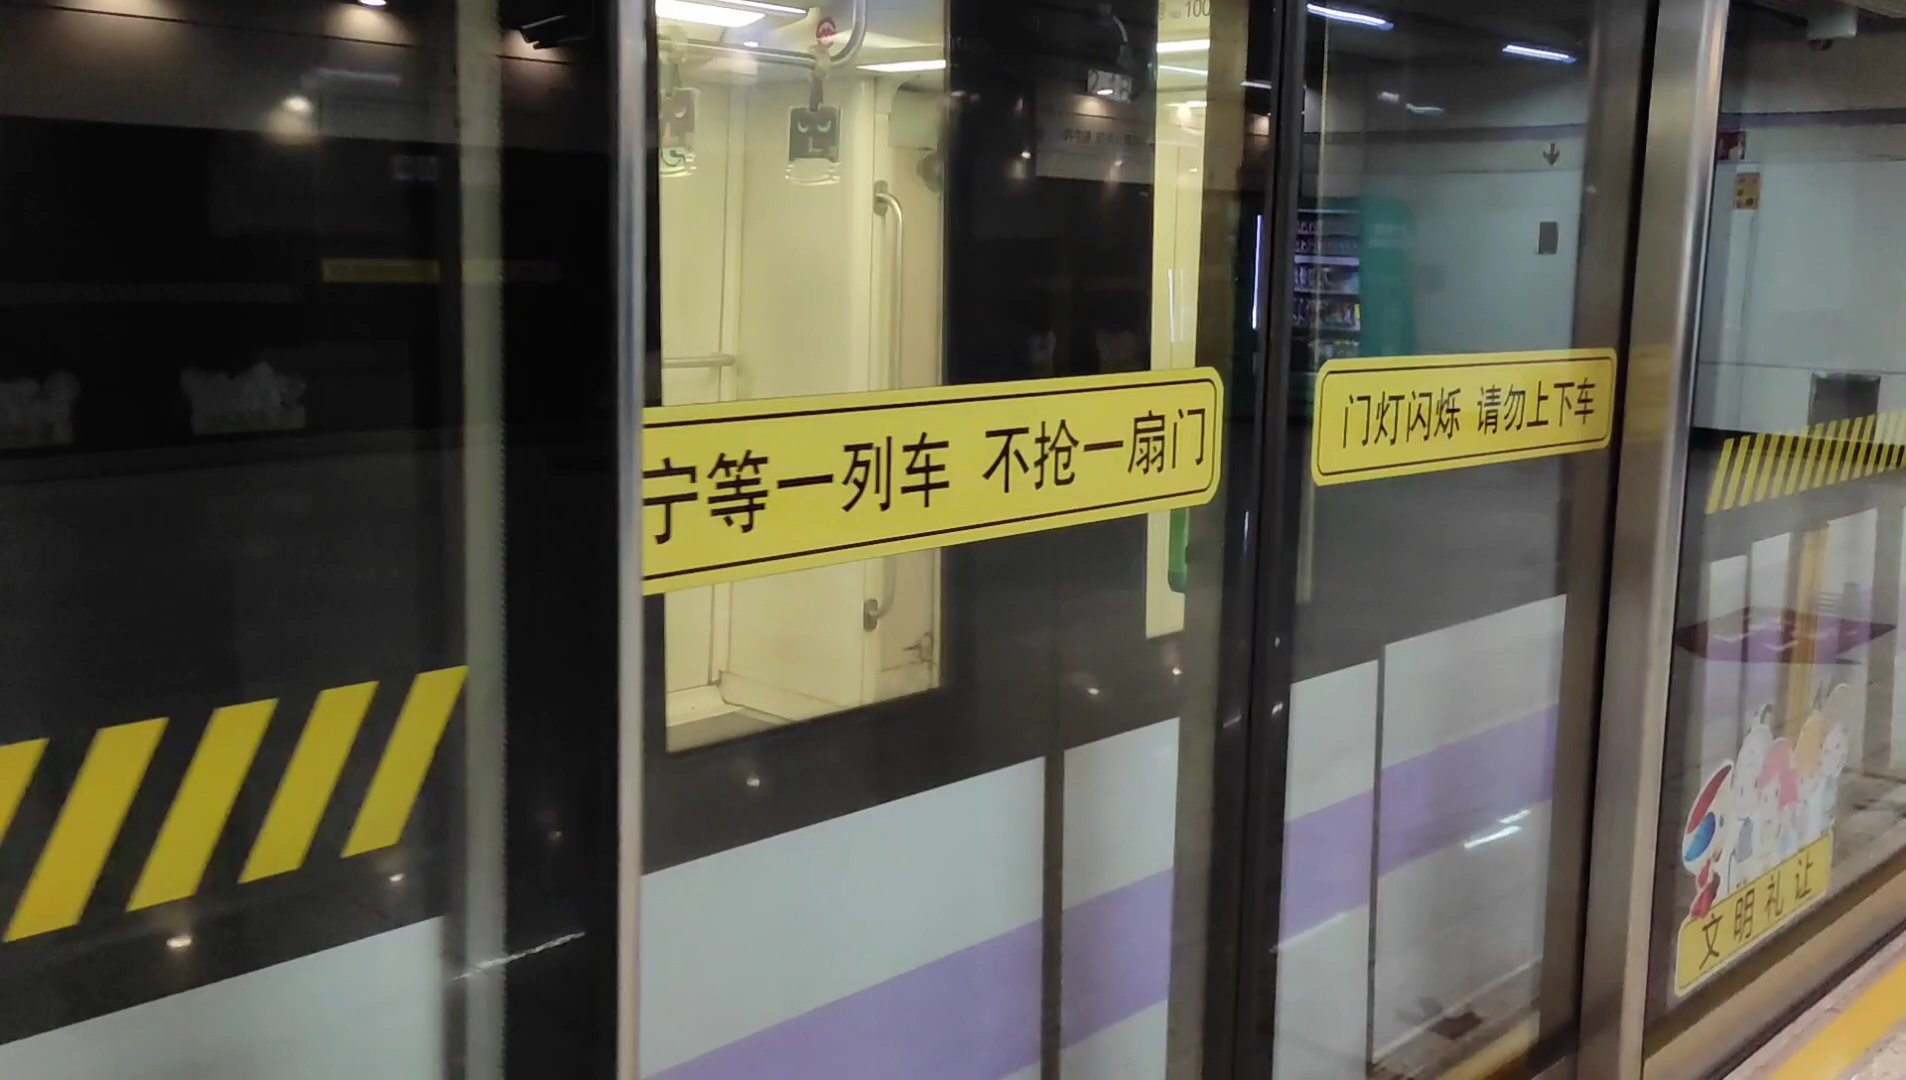 宁等一列车 不抢一扇门
门灯闪烁 请勿上下车
文明礼让